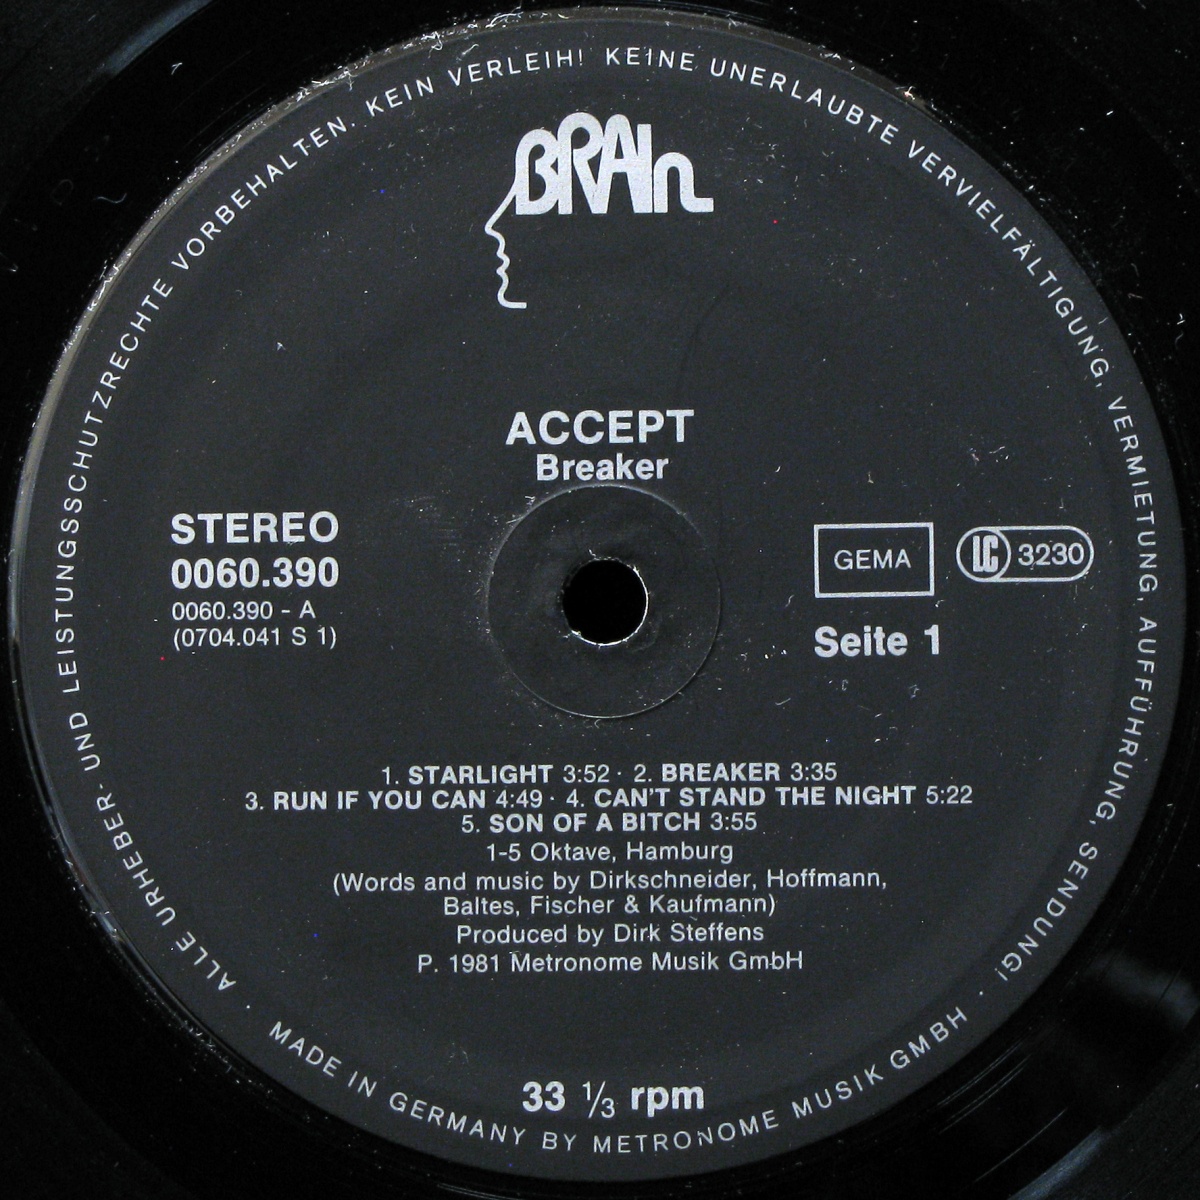 ALLE URHEBER- UND LEISTUNGSSCHUTZRECHTE VORBEHALTEN. KEIN VERLEIH! KEINE UNERLAUBTE VERVIELFÄLTIGUNG, VERMIETUNG, AUFFÜHRUNG, SENDUNG! ·
BRAIN
ACCEPT
Breaker
STEREO
0060.390
0060.390 - A
(0704.041 S 1)
GEMA
LC 3230
Seite 1
1. STARLIGHT 3:52 · 2. BREAKER 3:35
3. RUN IF YOU CAN 4:49 · 4. CAN'T STAND THE NIGHT 5:22
5. SON OF A BITCH 3:55
1-5 Oktave, Hamburg
(Words and music by Dirkschneider, Hoffmann,
Baltes, Fischer & Kaufmann)
Produced by Dirk Steffens
P. 1981 Metronome Musik GmbH
33 ⅓ rpm
· MADE IN GERMANY BY METRONOME MUSIK GMBH